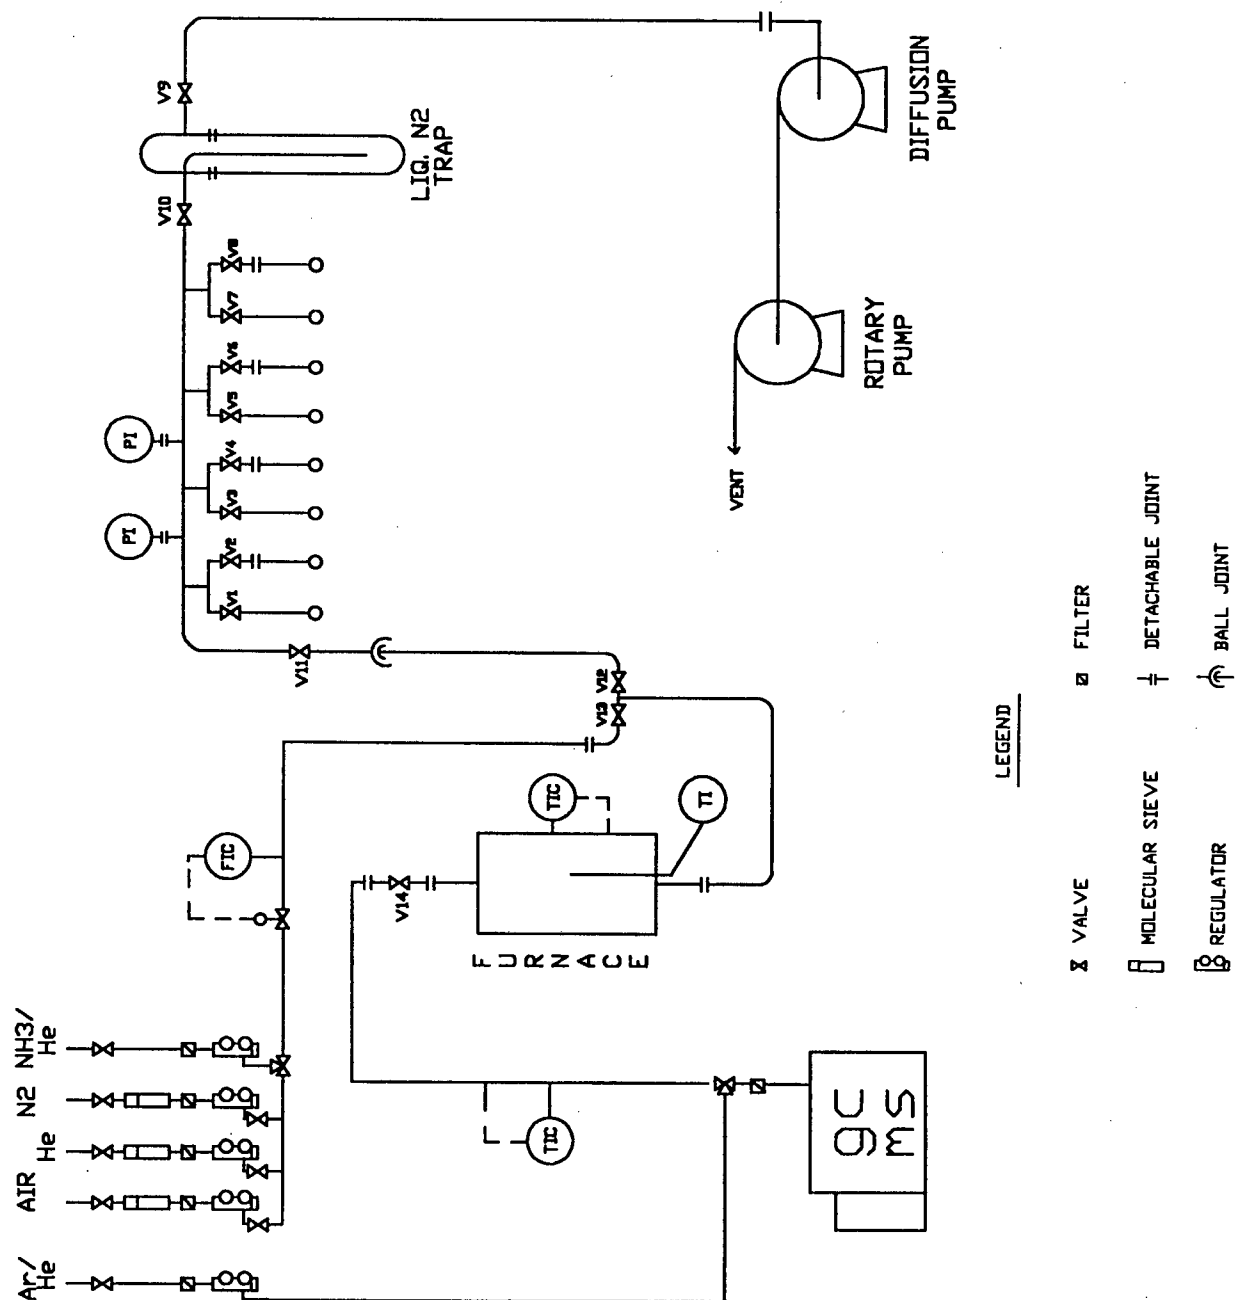 V9
LIQ. N2
TRAP
V10
DIFFUSION
PUMP
V8
V7
V6
V5
V4
V3
V2
V1
PI
PI
ROTARY
PUMP
VENT
V11
V12
V13
TIC
TI
FIC
V14
FURNACE
NH3/
He
N2
He
AIR
Ar/
He
TIC
gc
ms
LEGEND
VALVE
FILTER
MOLECULAR SIEVE
DETACHABLE JOINT
REGULATOR
BALL JOINT